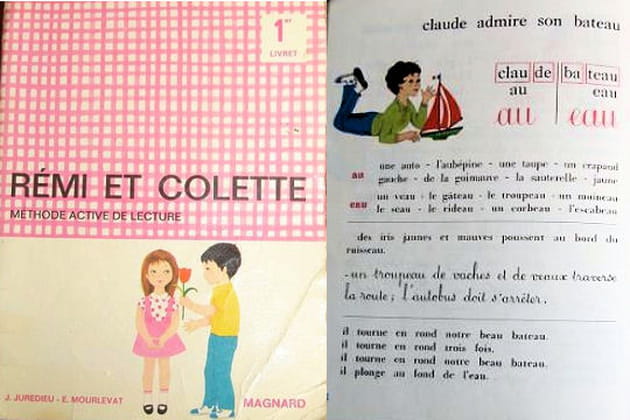 1er
LIVRET
RÉMI ET COLETTE
MÉTHODE ACTIVE DE LECTURE
J. JUREDIEU - E. MOURLEVAT
MAGNARD
claude admire son bateau
clau de ba teau
au eau
au eau
au
une auto - l'aubépine - une taupe - un crapaud
gauche - de la guimauve - la sauterelle - jaune
eau
un veau - le gâteau - le troupeau - un moineau
le seau - le rideau - un corbeau - l'escabeau
des iris jaunes et mauves poussent au bord du
ruisseau.
- un troupeau de vaches et de veaux traverse
la route ; l'autobus doit s'arrêter.
il tourne en rond notre beau bateau.
il tourne en rond trois fois.
il tourne en rond notre beau bateau.
il plonge au fond de l'eau.